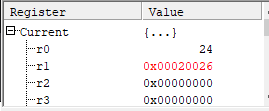 Register Value
Current {...}
r0 24
r1 0x00020026
r2 0x00000000
r3 0x00000000